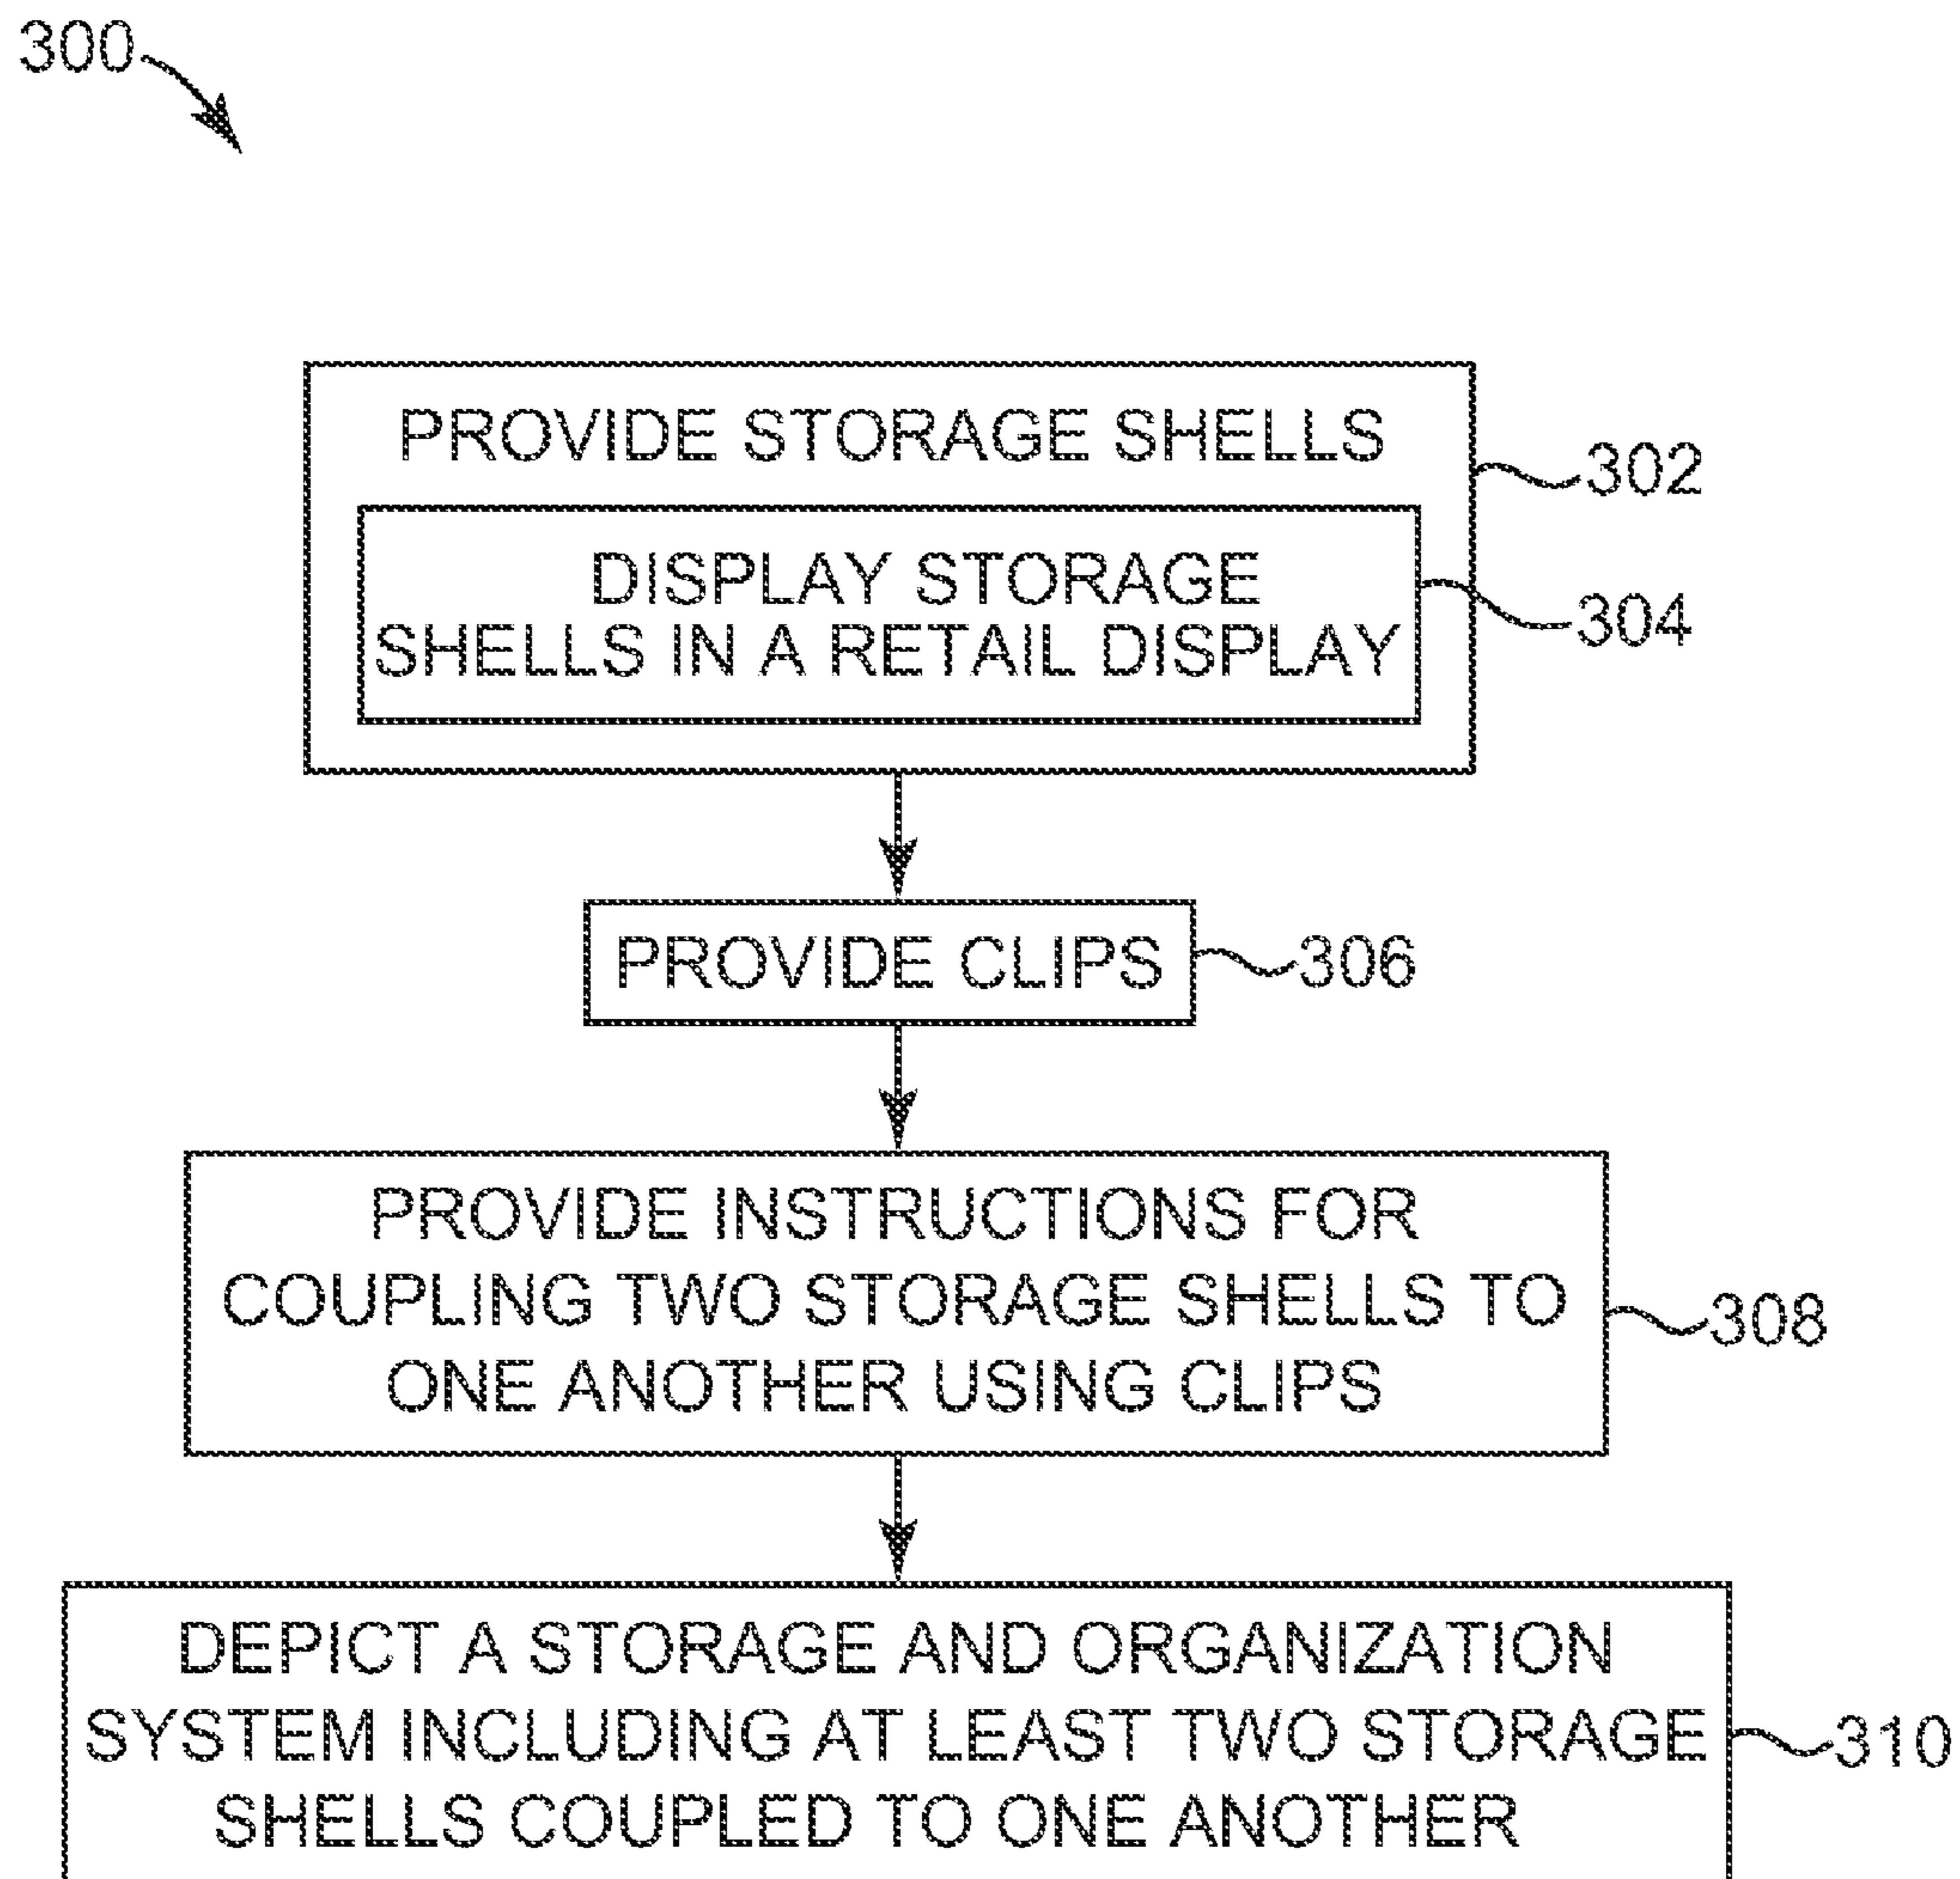 300
PROVIDE STORAGE SHELLS
302
DISPLAY STORAGE
SHELLS IN A RETAIL DISPLAY
304
PROVIDE CLIPS
306
PROVIDE INSTRUCTIONS FOR
COUPLING TWO STORAGE SHELLS TO
ONE ANOTHER USING CLIPS
308
DEPICT A STORAGE AND ORGANIZATION
SYSTEM INCLUDING AT LEAST TWO STORAGE
SHELLS COUPLED TO ONE ANOTHER
310